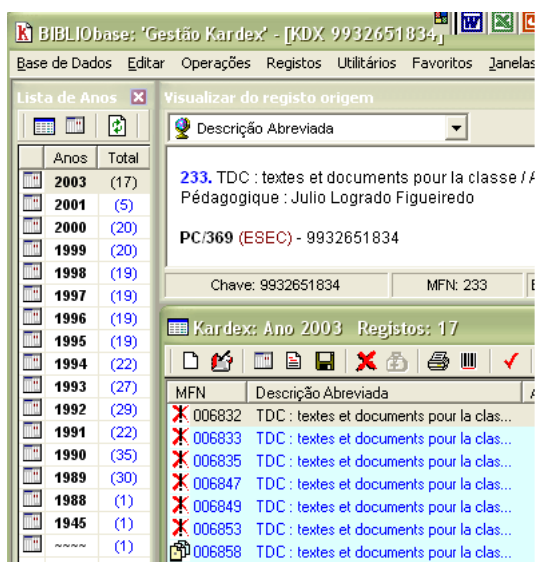 BIBLIObase: 'Gestão Kardex' - [KDX 9932651834]
Base de Dados Editar Operações Registos Utilitários Favoritos Janelas
Lista de Anos
Visualizar do registo origem
Descrição Abreviada
Anos Total
2003 (17)
2001 (5)
2000 (20)
1999 (20)
1998 (19)
1997 (19)
1996 (19)
1995 (19)
1994 (22)
1993 (27)
1992 (29)
1991 (22)
1990 (35)
1989 (30)
1988 (1)
1945 (1)
~~~~ (1)
233. TDC : textes et documents pour la classe /
Pédagogique : Julio Logrado Figueiredo
PC/369 (ESEC) - 9932651834
Chave: 9932651834 MFN: 233
Kardex: Ano 2003 Registos: 17
MFN Descrição Abreviada
006832 TDC : textes et documents pour la clas...
006833 TDC : textes et documents pour la clas...
006835 TDC : textes et documents pour la clas...
006847 TDC : textes et documents pour la clas...
006849 TDC : textes et documents pour la clas...
006853 TDC : textes et documents pour la clas...
006858 TDC : textes et documents pour la clas...